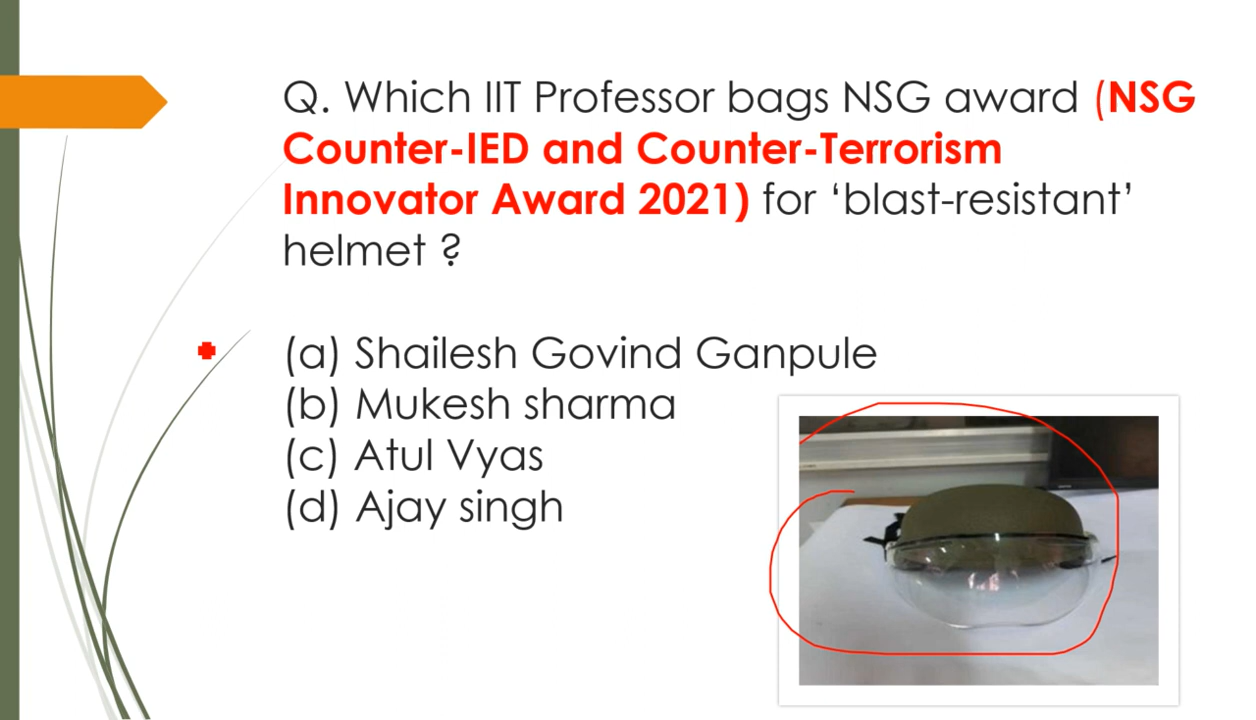 Q. Which IIT Professor bags NSG award (NSG
Counter-IED and Counter-Terrorism
Innovator Award 2021) for ‘blast-resistant’
helmet ?
(a) Shailesh Govind Ganpule
(b) Mukesh sharma
(c) Atul Vyas
(d) Ajay singh